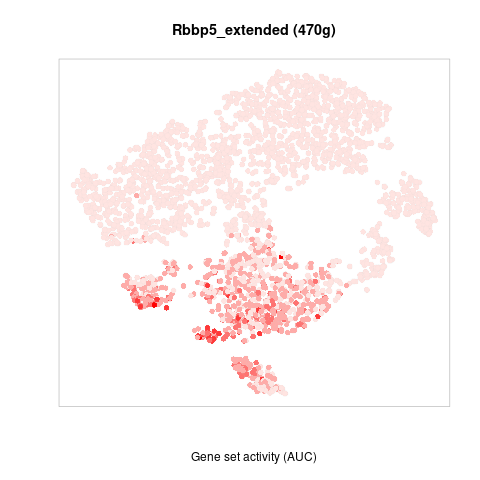 Rbbp5_extended (470g)
Gene set activity (AUC)